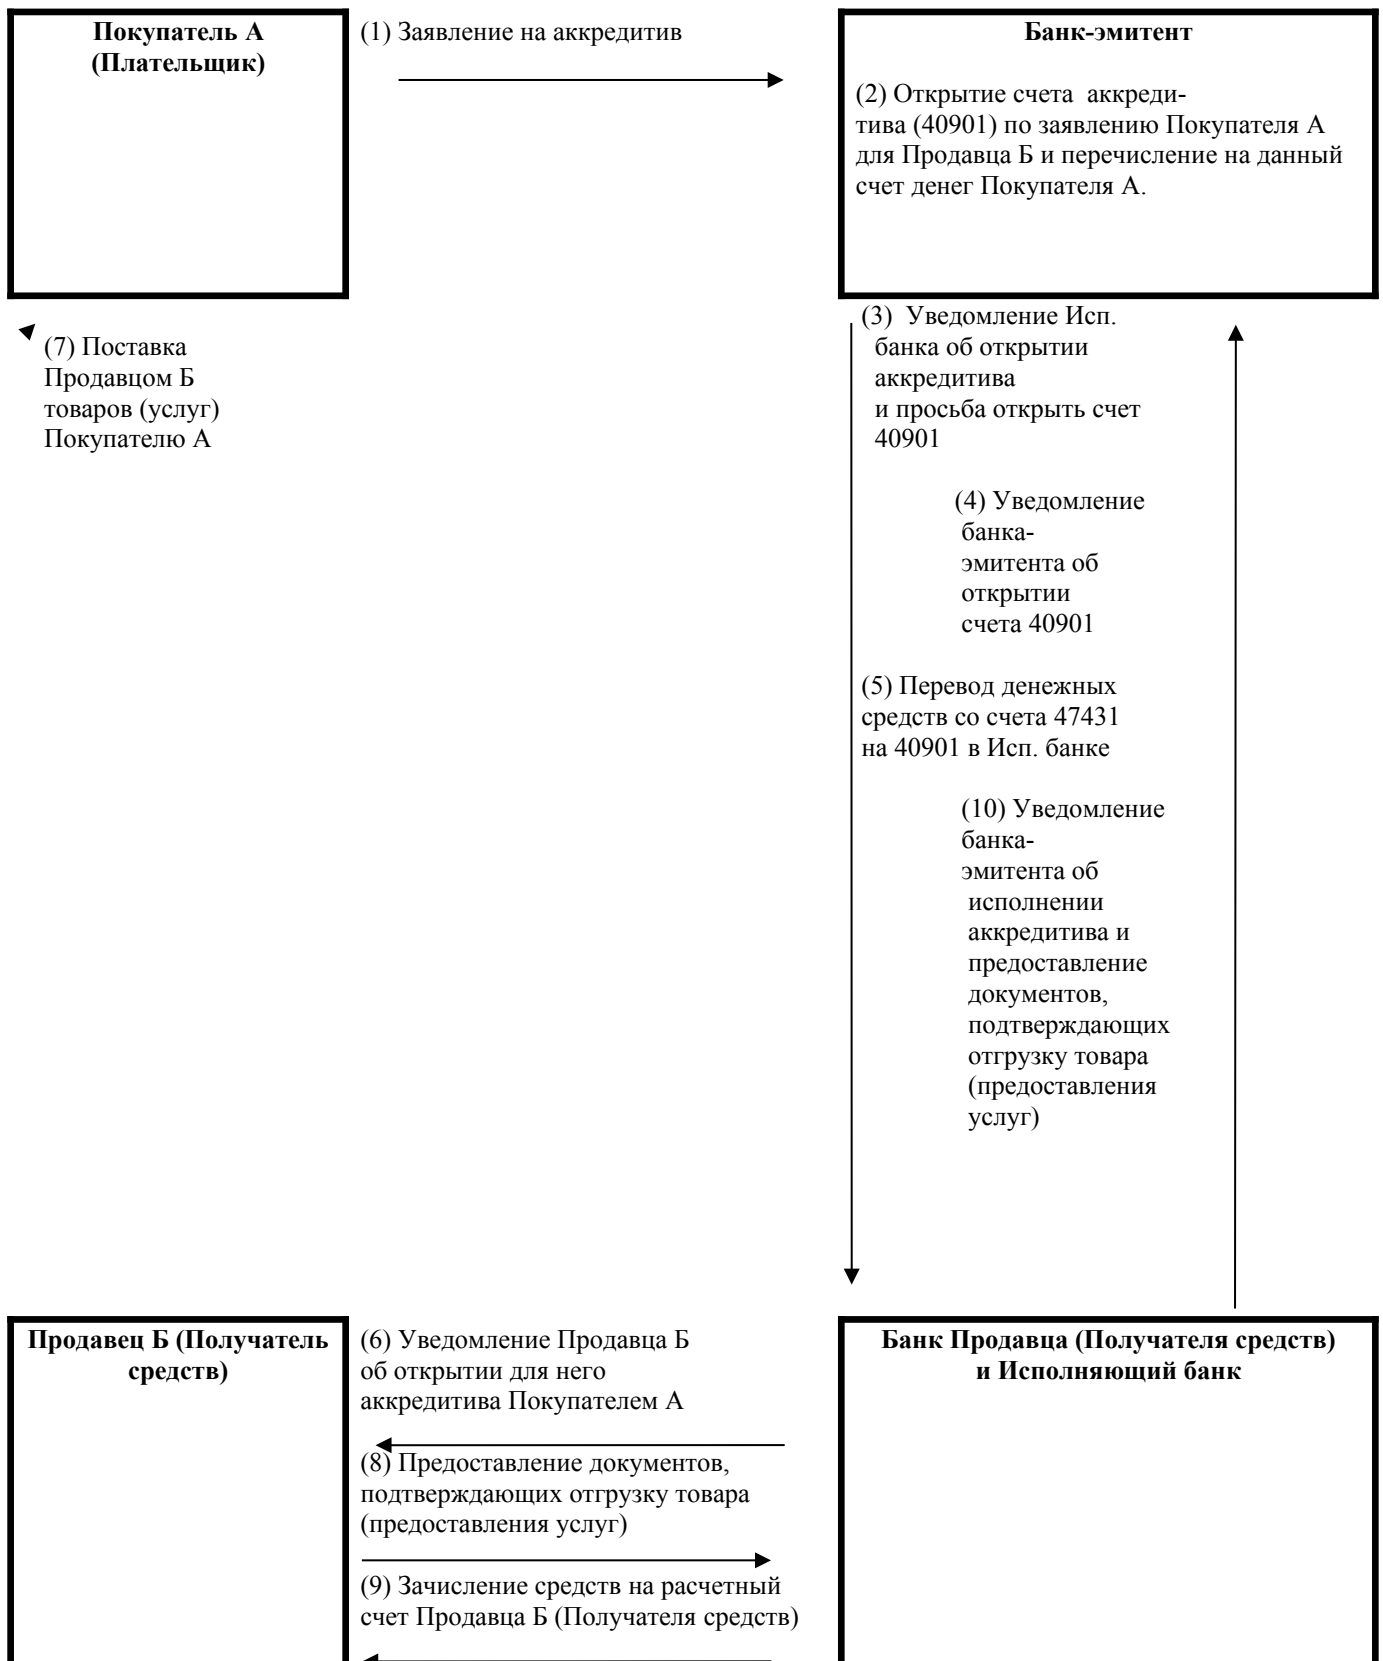 Покупатель А
(Плательщик)
(1) Заявление на аккредитив
Банк-эмитент
(2) Открытие счета  аккреди-
тива (40901) по заявлению Покупателя А
для Продавца Б и перечисление на данный
счет денег Покупателя А.
(7) Поставка
Продавцом Б
товаров (услуг)
Покупателю А
(3)  Уведомление Исп.
банка об открытии
аккредитива
и просьба открыть счет
40901
(4) Уведомление
банка-
эмитента об
открытии
счета 40901
(5) Перевод денежных
средств со счета 47431
на 40901 в Исп. банке
(10) Уведомление
банка-
эмитента об
исполнении
аккредитива и
предоставление
документов,
подтверждающих
отгрузку товара
(предоставления
услуг)
Продавец Б (Получатель
средств)
(6) Уведомление Продавца Б
об открытии для него
аккредитива Покупателем А
(8) Предоставление документов,
подтверждающих отгрузку товара
(предоставления услуг)
(9) Зачисление средств на расчетный
счет Продавца Б (Получателя средств)
Банк Продавца (Получателя средств)
и Исполняющий банк